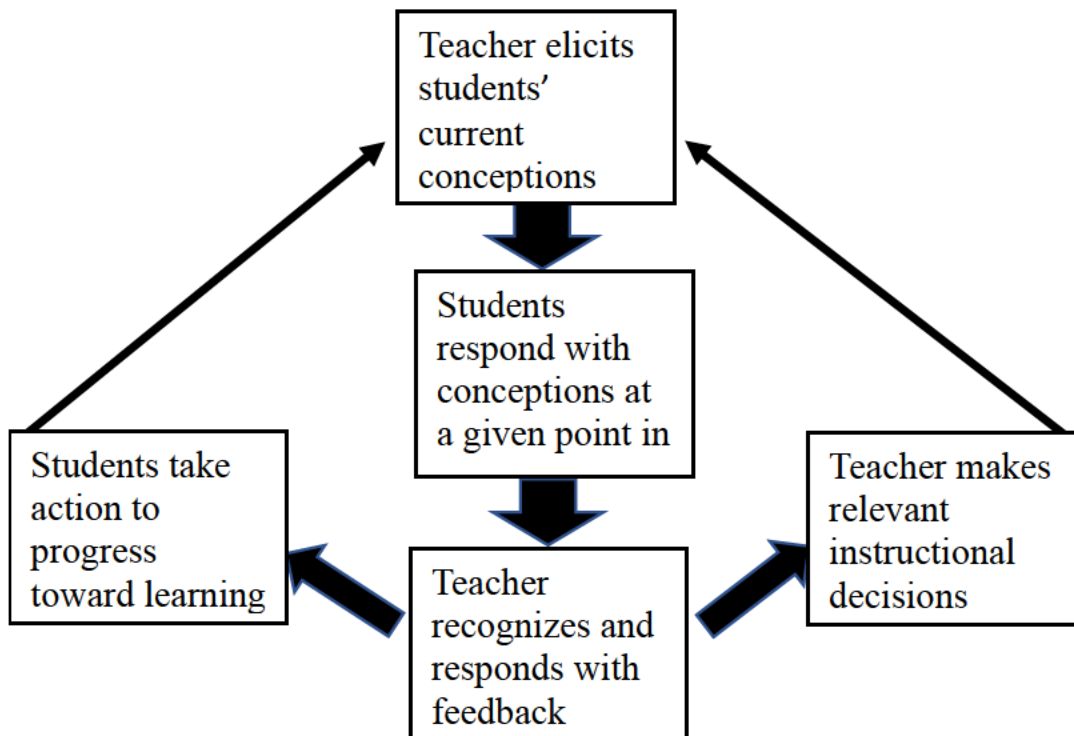 Teacher elicits
students’
current
conceptions
Students
respond with
conceptions at
a given point in
Students take
action to
progress
toward learning
Teacher makes
relevant
instructional
decisions
Teacher
recognizes and
responds with
feedback